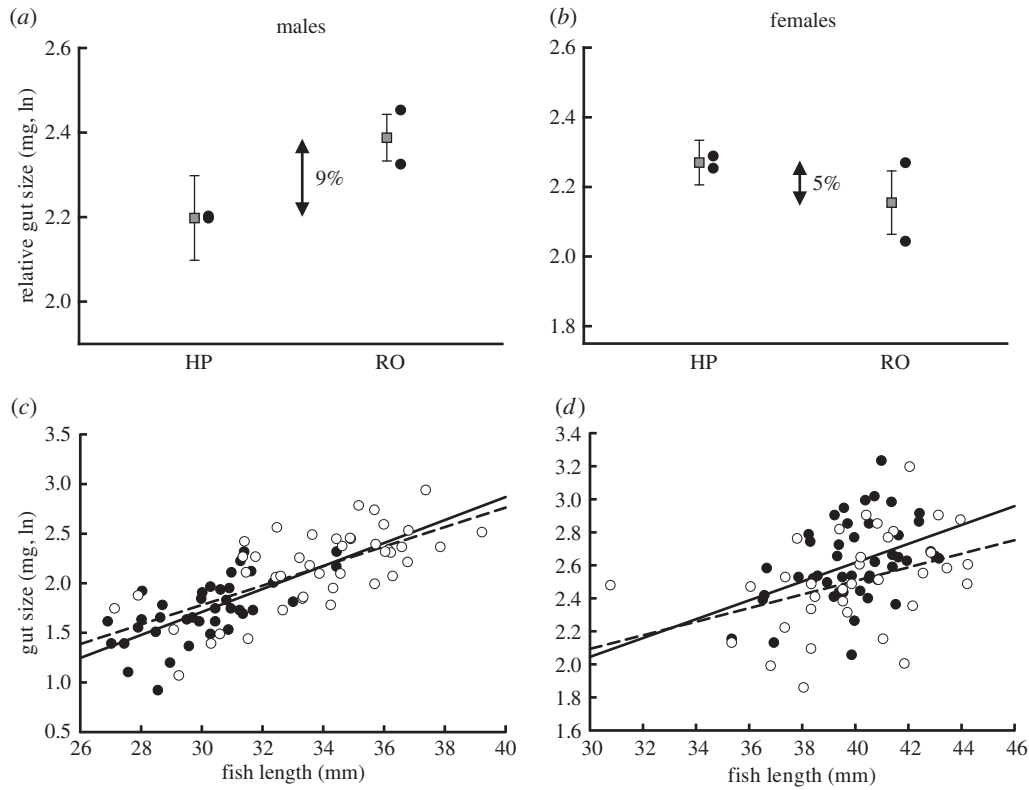 (a)
males
relative gut size (mg, ln)
2.6
2.4
2.2
2.0
9%
HP
RO
(b)
females
2.6
2.4
2.2
2.0
1.8
5%
HP
RO
(c)
gut size (mg, ln)
3.5
3.0
2.5
2.0
1.5
1.0
0.5
26 28 30 32 34 36 38 40
fish length (mm)
(d)
3.4
3.2
3.0
2.8
2.6
2.4
2.2
2.0
1.8
1.6
30 32 34 36 38 40 42 44 46
fish length (mm)